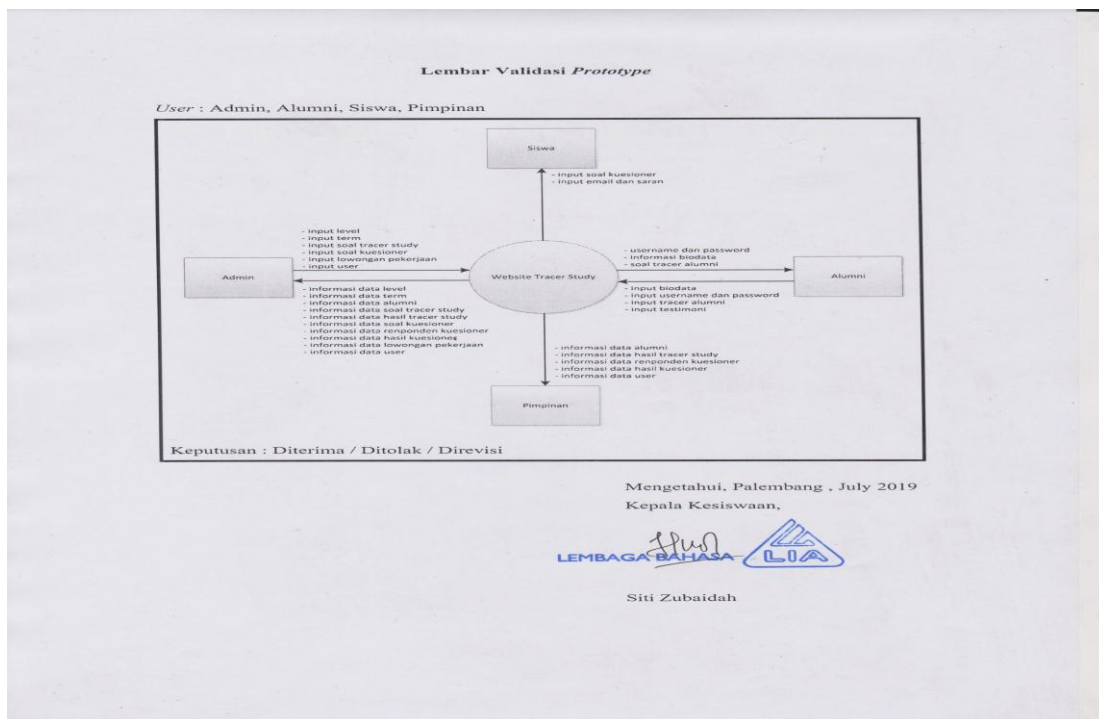 Lembar Validasi Prototype
User : Admin, Alumni, Siswa, Pimpinan
Siswa
- input soal kuesioner
- input email dan saran
- input level
- input term
- input soal tracer study
- input soal kuesioner
- input lowongan pekerjaan
- input user
Admin
- informasi data level
- informasi data term
- informasi data alumni
- informasi data soal tracer study
- informasi data hasil tracer study
- informasi data soal kuesioner
- informasi data renponden kuesioner
- informasi data hasil kuesioner
- informasi data lowongan pekerjaan
- informasi data user
Website Tracer Study
- username dan password
- informasi biodata
- soal tracer alumni
Alumni
- input biodata
- input username dan password
- input tracer alumni
- input testimoni
- informasi data alumni
- informasi data hasil tracer study
- informasi data renponden kuesioner
- informasi data hasil kuesioner
- informasi data user
Pimpinan
Keputusan : Diterima / Ditolak / Direvisi
Mengetahui, Palembang , July 2019
Kepala Kesiswaan,
LEMBAGA BAHASA LIA
Siti Zubaidah